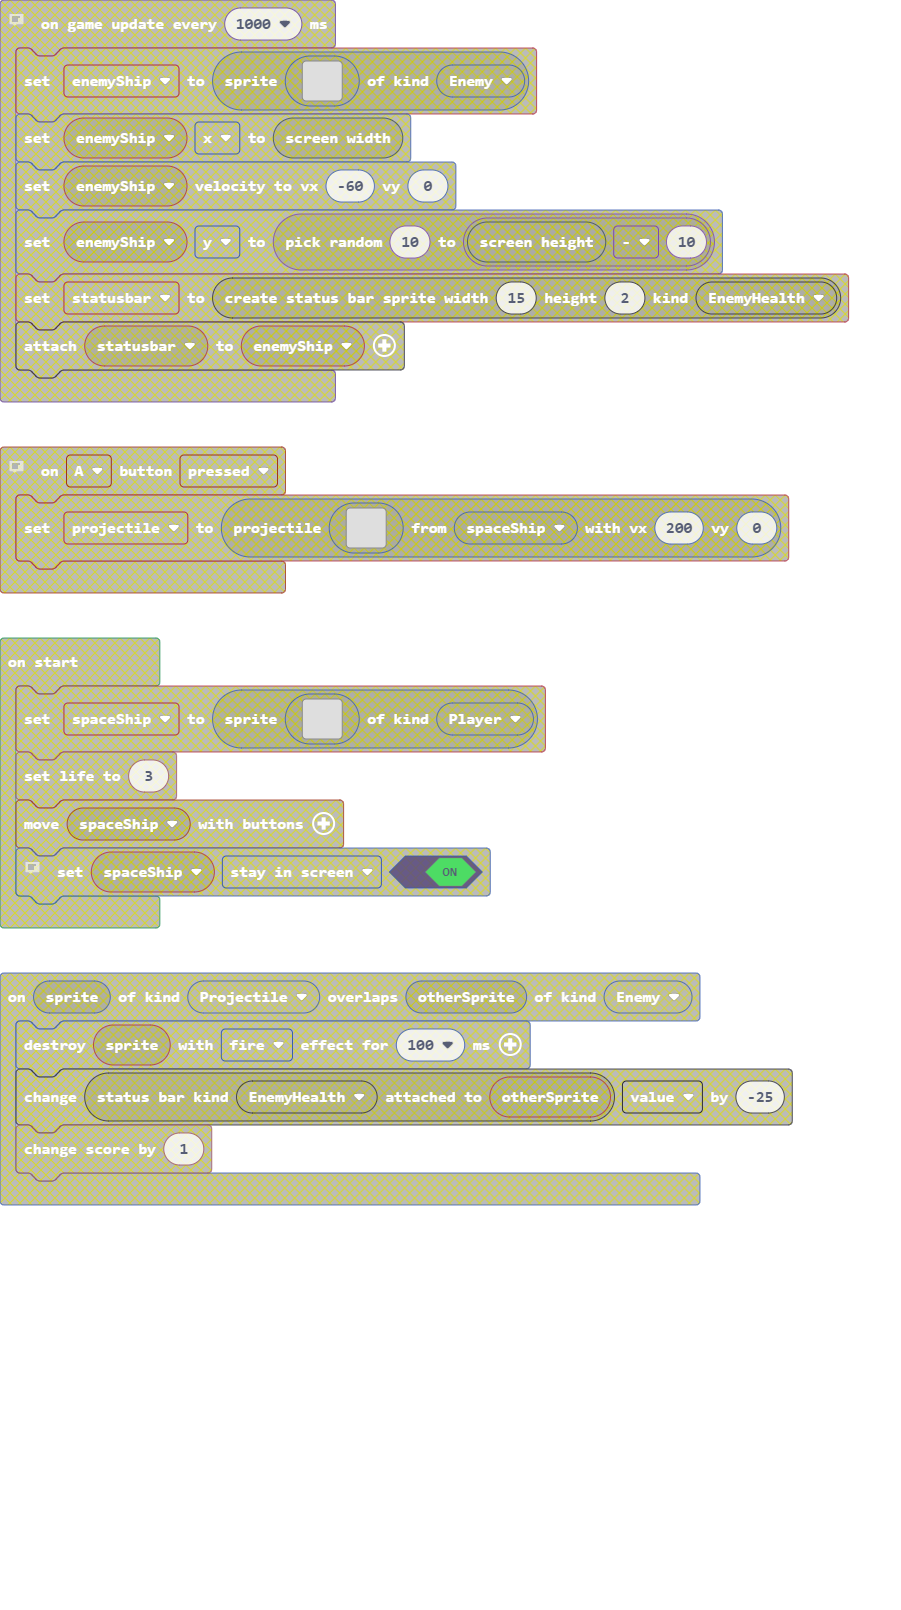 on game update every 1000 ms
set enemyShip to sprite of kind Enemy
set enemyShip x to screen width
set enemyShip velocity to vx -60 vy 0
set enemyShip y to pick random 10 to screen height - 10
set statusbar to create status bar sprite width 15 height 2 kind EnemyHealth
attach statusbar to enemyShip
on A button pressed
set projectile to projectile from spaceShip with vx 200 vy 0
on start
set spaceShip to sprite of kind Player
set life to 3
move spaceShip with buttons
set spaceShip stay in screen ON
on sprite of kind Projectile overlaps otherSprite of kind Enemy
destroy sprite with fire effect for 100 ms
change status bar kind EnemyHealth attached to otherSprite value by -25
change score by 1